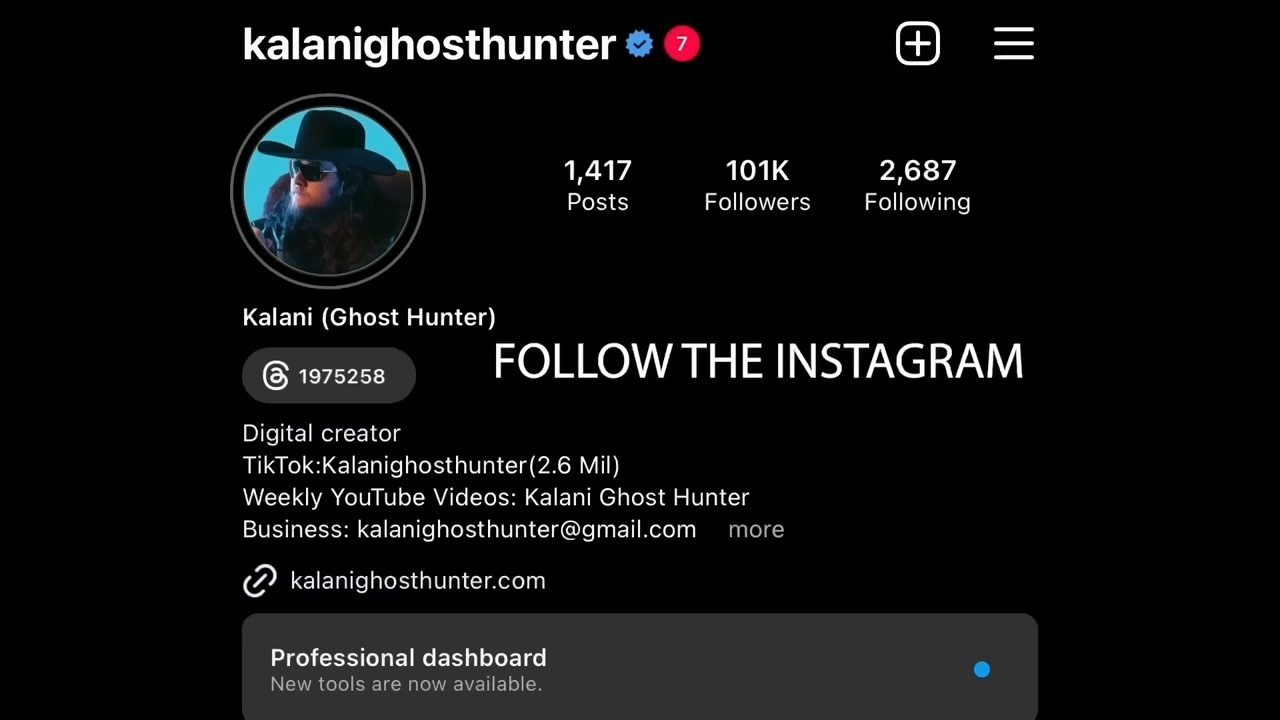 kalanighosthunter 7
1,417 101K 2,687
Posts Followers Following
Kalani (Ghost Hunter)
FOLLOW THE INSTAGRAM
1975258
Digital creator
TikTok:Kalanighosthunter(2.6 Mil)
Weekly YouTube Videos: Kalani Ghost Hunter
Business: kalanighosthunter@gmail.com more
kalanighosthunter.com
Professional dashboard
New tools are now available.